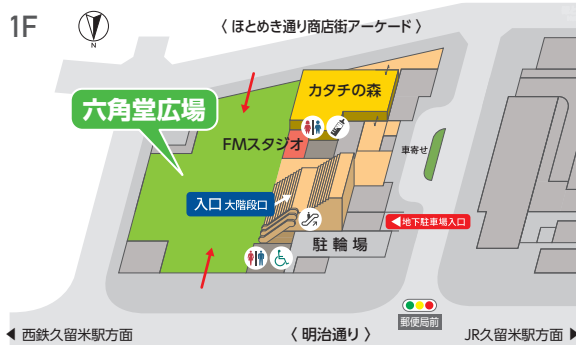 1F
N
〈 ほとめき通り商店街アーケード 〉
カタチの森
六角堂広場
FMスタジオ
車寄せ
入口 大階段口
◀地下駐車場入口
駐輪場
郵便局前
◀ 西鉄久留米駅方面
〈 明治通り 〉
JR久留米駅方面 ▶